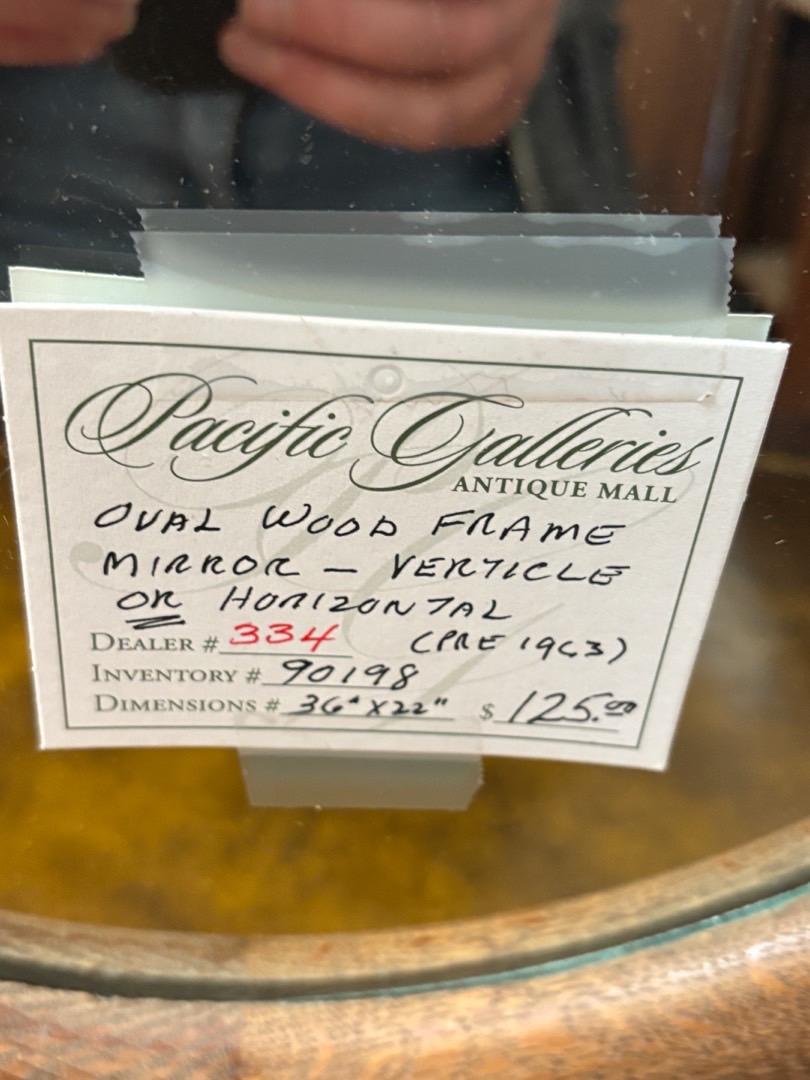 Pacific Galleries
ANTIQUE MALL
OVAL WOOD FRAME
MIRROR — VERTICLE
OR HORIZONTAL
DEALER # 334 (PRE 1963)
INVENTORY # 90198
DIMENSIONS # 36" X 22" $ 125.00